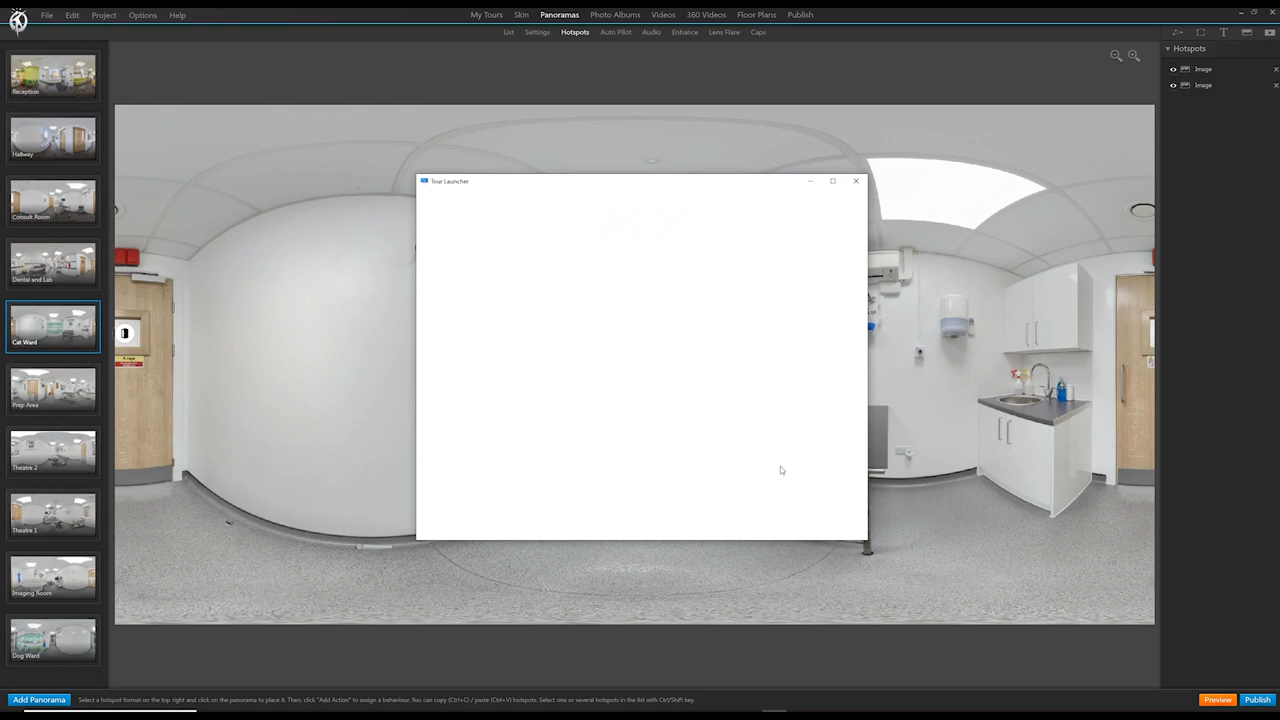 File Edit Project Options Help
My Tours Skin Panoramas Photo Albums Videos 360 Videos Floor Plans Publish
List Settings Hotspots Auto Pilot Audio Enhance Lens Flare Caps
Hotspots
Image
Image
Reception
Hallway
Consult Room
Dental and Lab
Cat Ward
Prep Area
Theatre 2
Theatre 1
Imaging Room
Dog Ward
Tour Launcher
Add Panorama
Select a hotspot format on the top right and click on the panorama to place it. Then, click "Add Action" to assign a behaviour. You can copy (Ctrl+C) / paste (Ctrl+V) hotspots. Select one or several hotspots in the list with Ctrl/Shift key.
Preview
Publish